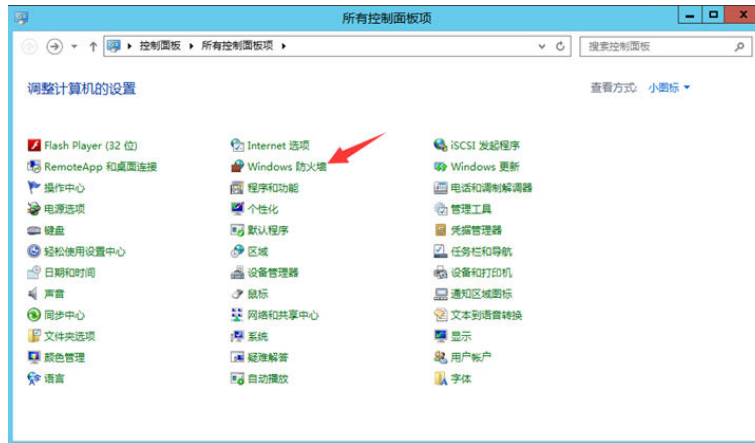 所有控制面板项
控制面板 所有控制面板项 搜索控制面板
调整计算机的设置 查看方式: 小图标
Flash Player (32 位) Internet 选项 iSCSI 发起程序
RemoteApp 和桌面连接 Windows 防火墙 Windows 更新
操作中心 程序和功能 电话和调制解调器
电源选项 个性化 管理工具
键盘 默认程序 凭据管理器
轻松使用设置中心 区域 任务栏和导航
日期和时间 设备管理器 设备和打印机
声音 鼠标 通知区域图标
同步中心 网络和共享中心 文本到语音转换
文件夹选项 系统 显示
颜色管理 疑难解答 用户帐户
语言 自动播放 字体